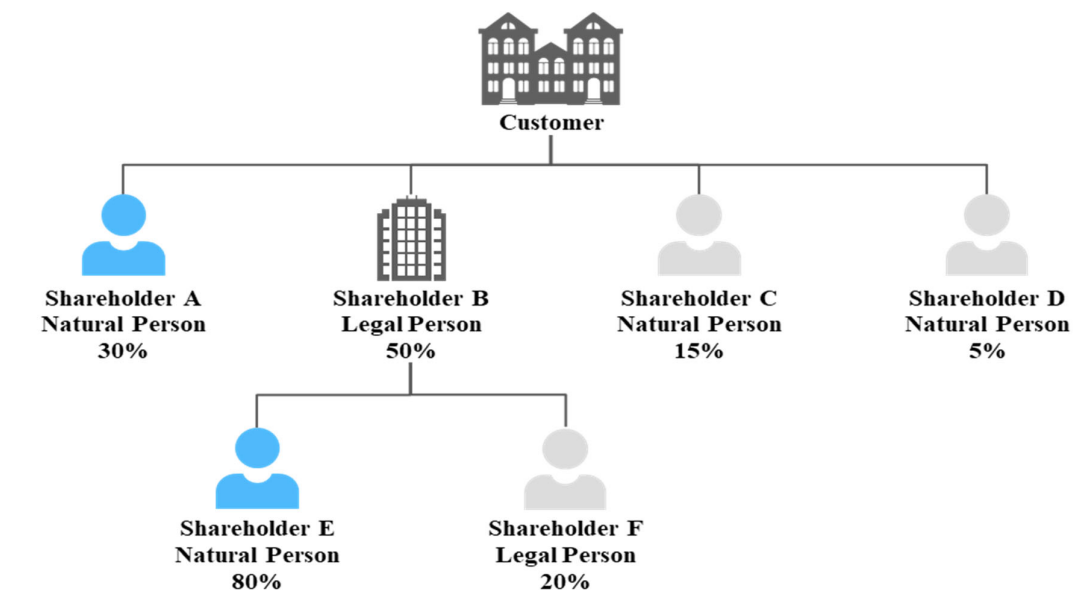 Customer
Shareholder A
Natural Person
30%
Shareholder B
Legal Person
50%
Shareholder C
Natural Person
15%
Shareholder D
Natural Person
5%
Shareholder E
Natural Person
80%
Shareholder F
Legal Person
20%